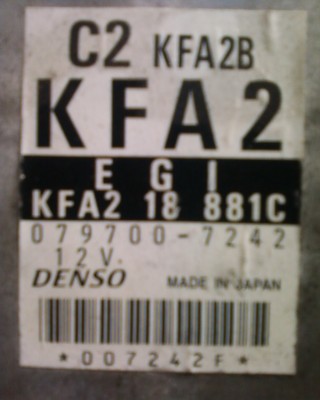 C2 KFA2B
KFA2
EGI
KFA2 18 881C
079700-7242
12V.
DENSO MADE IN JAPAN
*007242F*